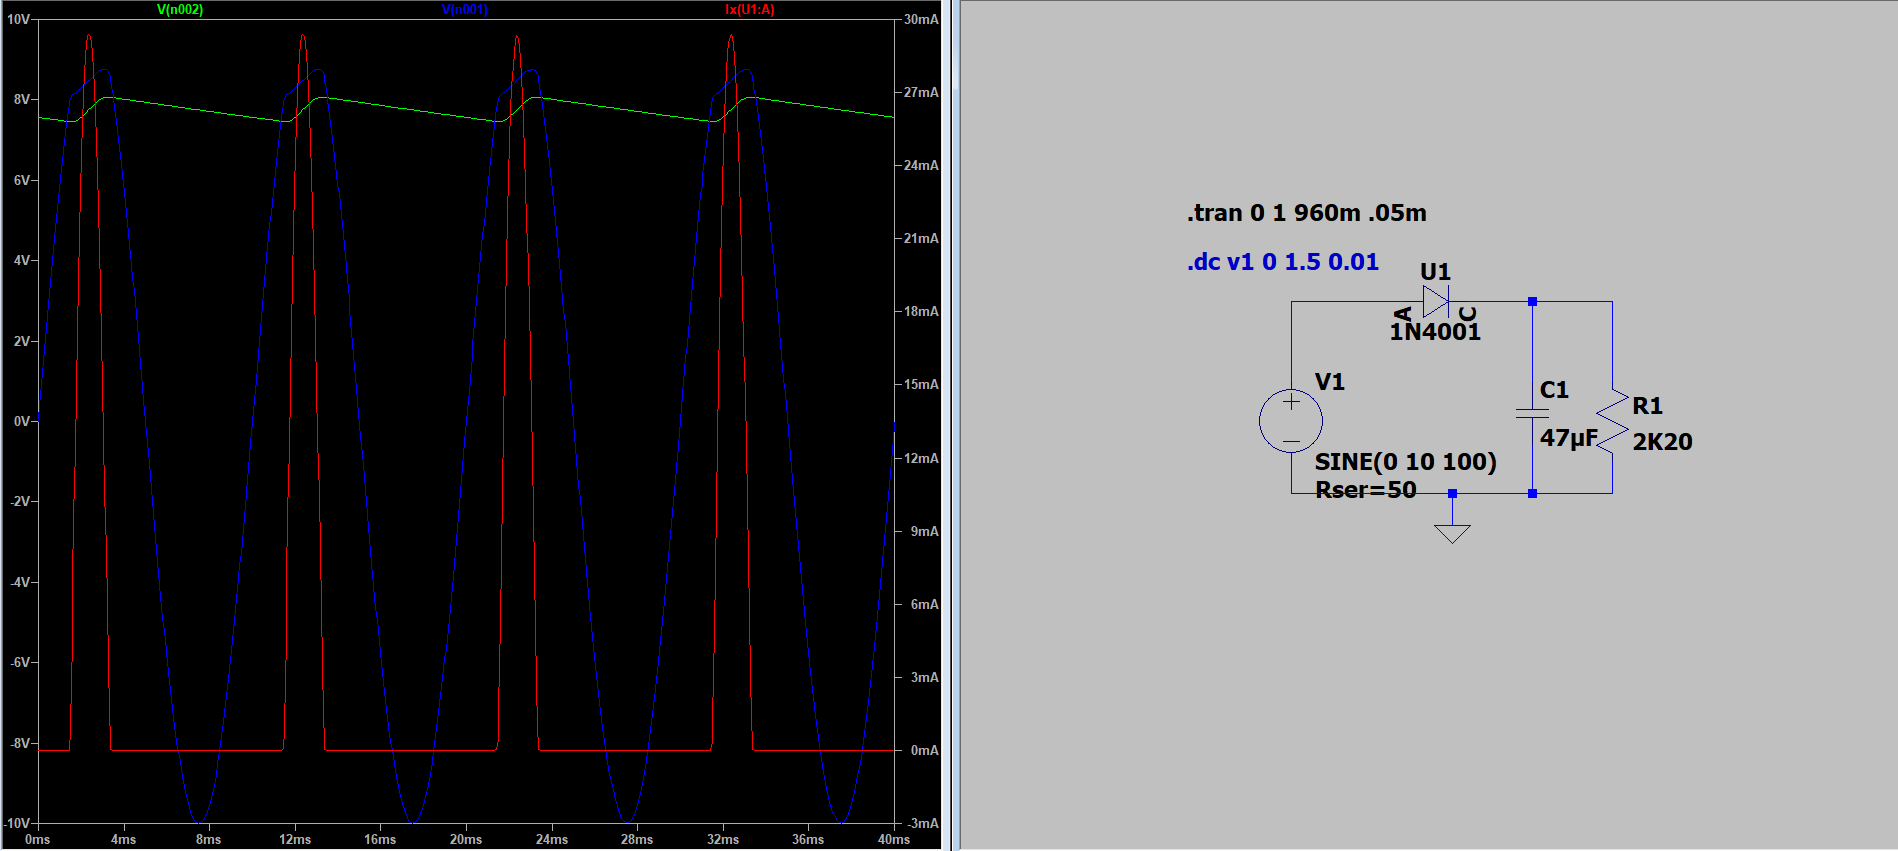 V(n002) V(n001) Ix(U1:A)
10V 30mA
8V 27mA
6V 24mA
4V 21mA
2V 18mA
0V 15mA
-2V 12mA
-4V 9mA
-6V 6mA
-8V 3mA
-10V 0mA
-3mA
0ms 4ms 8ms 12ms 16ms 20ms 24ms 28ms 32ms 36ms 40ms
.tran 0 1 960m .05m
.dc v1 0 1.5 0.01
U1
A C
1N4001
V1
SINE(0 10 100)
Rser=50
C1
47µF
R1
2K20